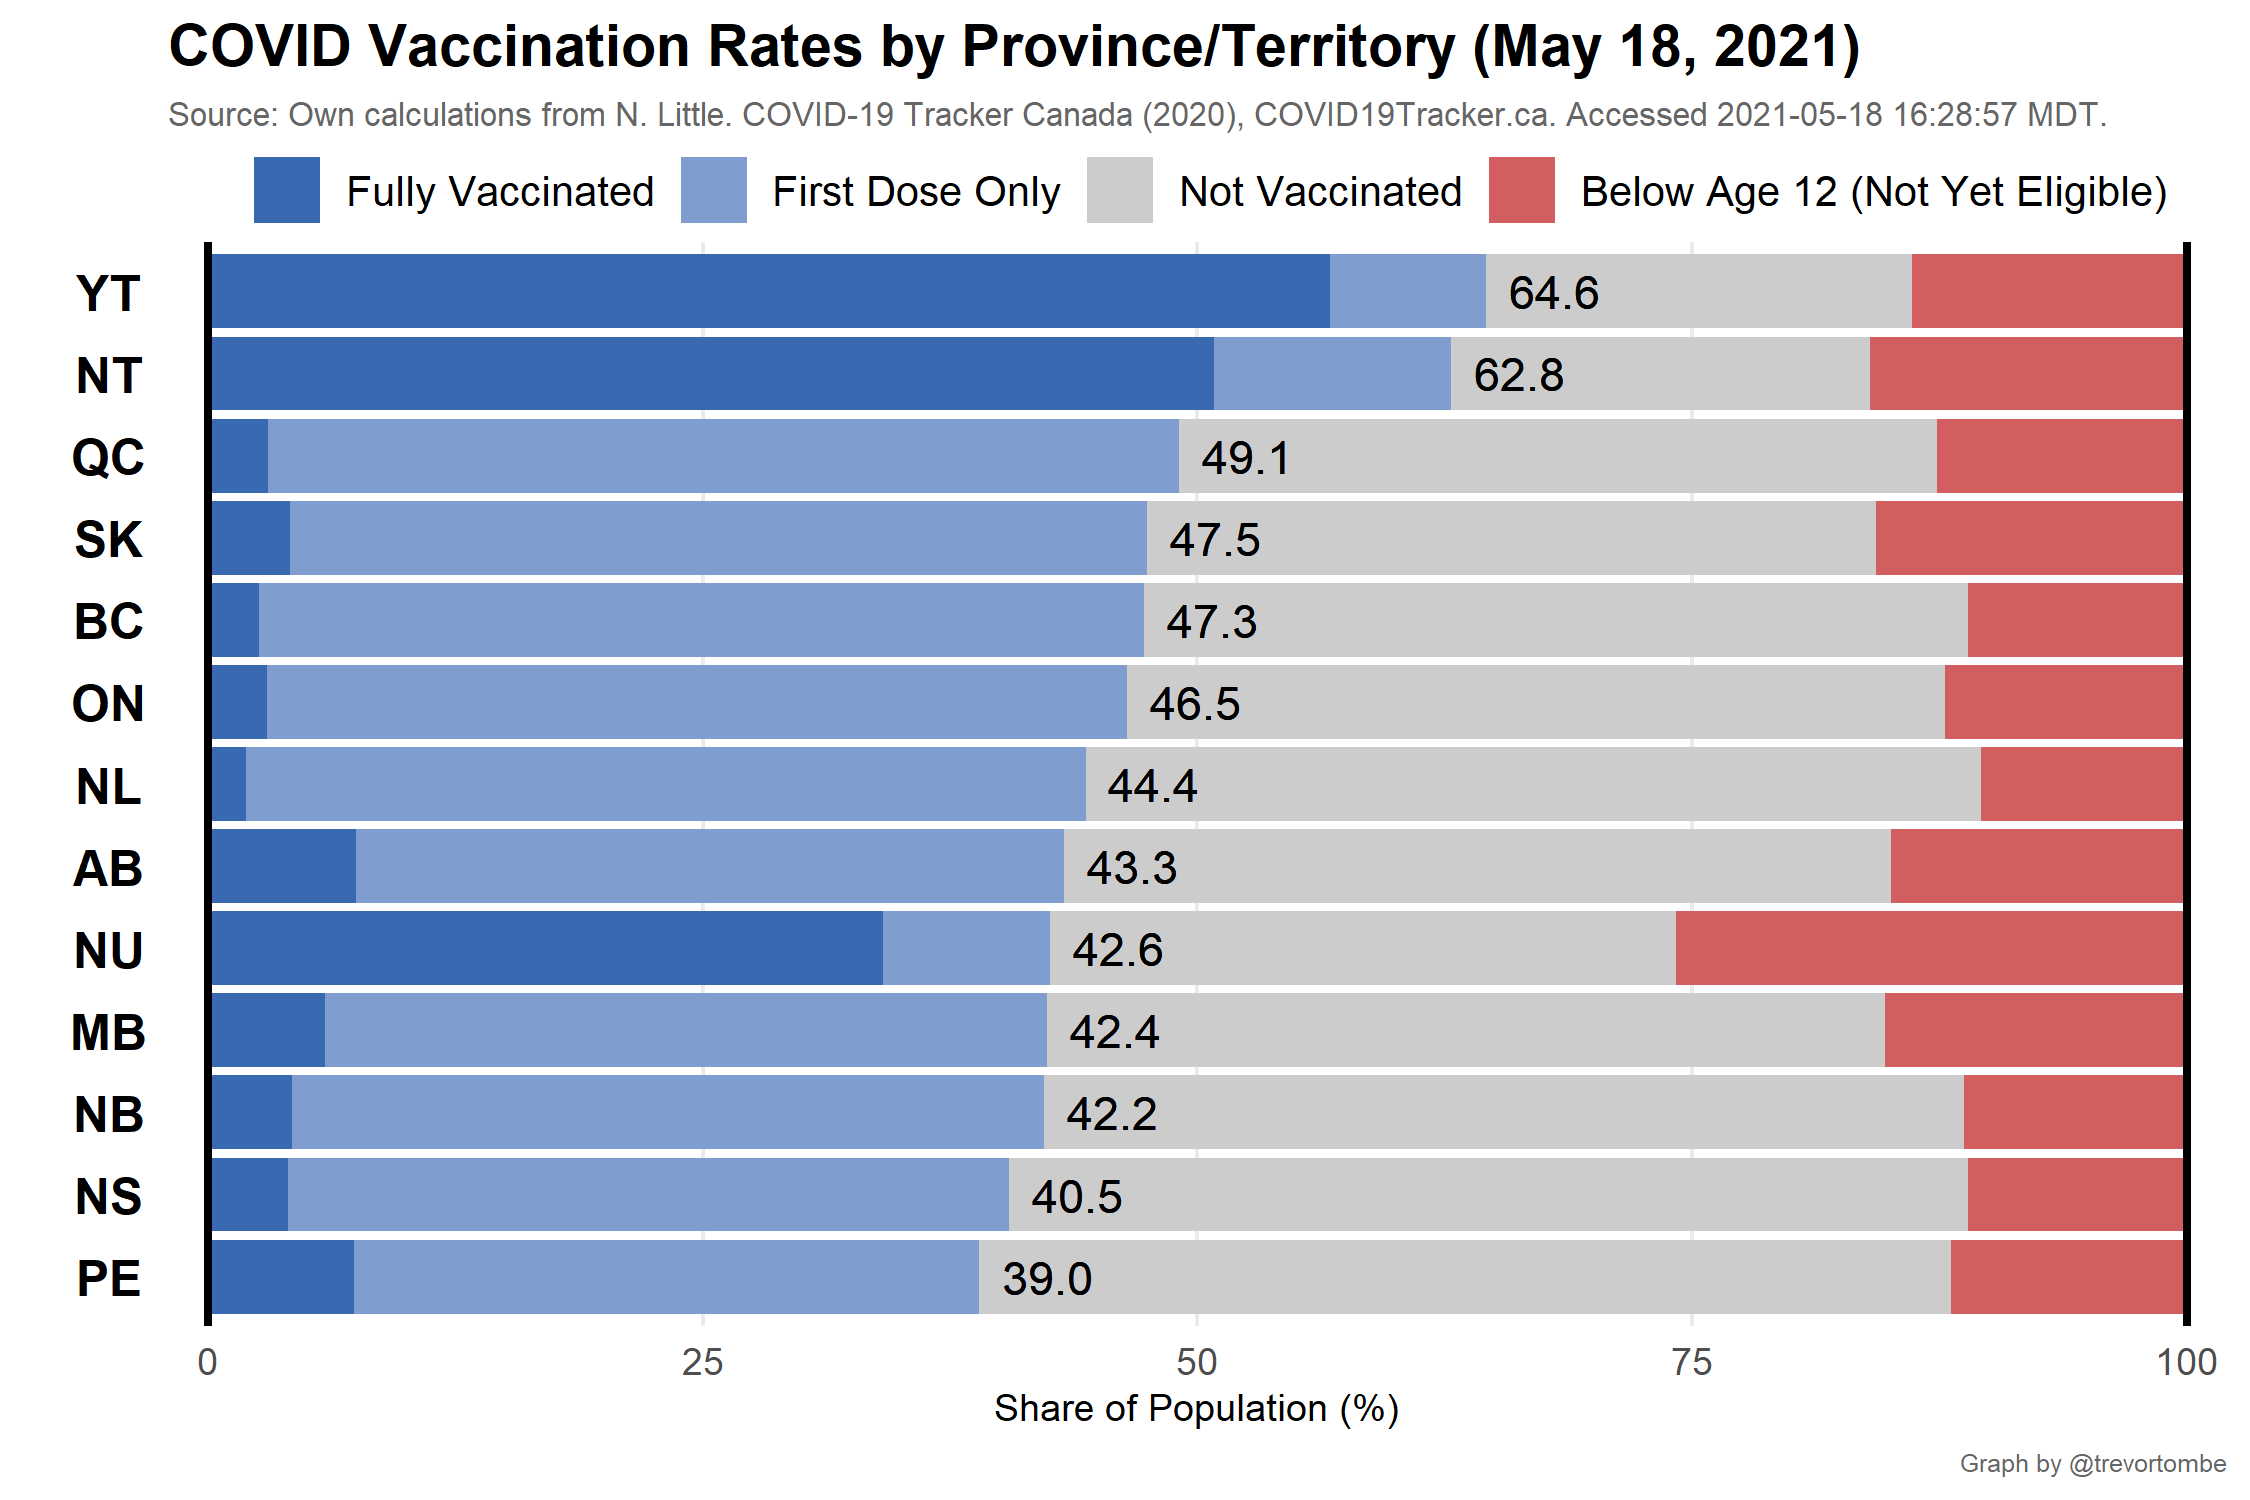 COVID Vaccination Rates by Province/Territory (May 18, 2021)
Source: Own calculations from N. Little. COVID-19 Tracker Canada (2020), COVID19Tracker.ca. Accessed 2021-05-18 16:28:57 MDT.
Fully Vaccinated First Dose Only Not Vaccinated Below Age 12 (Not Yet Eligible)
YT 64.6
NT 62.8
QC 49.1
SK 47.5
BC 47.3
ON 46.5
NL 44.4
AB 43.3
NU 42.6
MB 42.4
NB 42.2
NS 40.5
PE 39.0
0 25 50 75 100
Share of Population (%)
Graph by @trevortombe